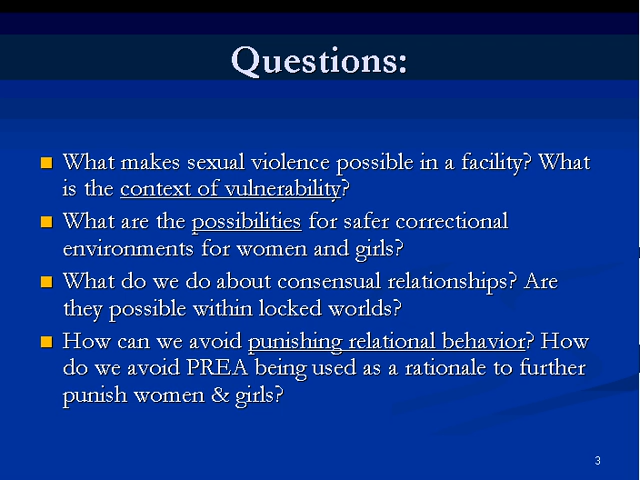 Questions:
What makes sexual violence possible in a facility? What
is the context of vulnerability?
What are the possibilities for safer correctional
environments for women and girls?
What do we do about consensual relationships? Are
they possible within locked worlds?
How can we avoid punishing relational behavior? How
do we avoid PREA being used as a rationale to further
punish women & girls?
3